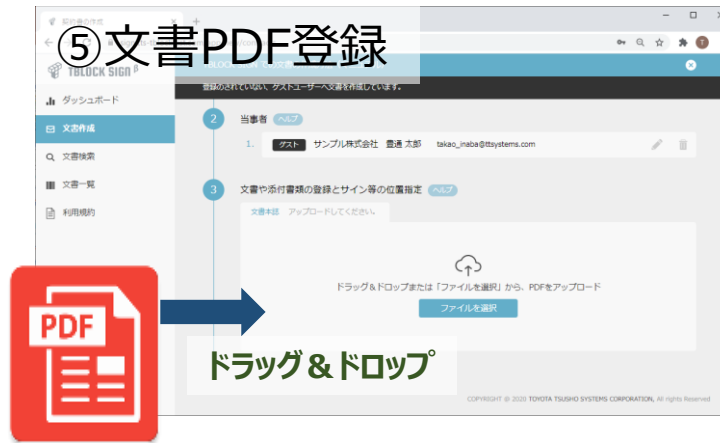 ⑤文書PDF登録
契約書の作成
TBLOCK SIGN β
登録のされていない、ゲストユーザーへ文書を作成しています。
ダッシュボード
文書作成
文書検索
文書一覧
利用規約
2 当事者 ヘルプ
1. ゲスト サンプル株式会社 豊通 太郎 takao_inaba@ttsystems.com
3 文書や添付書類の登録とサイン等の位置指定 ヘルプ
文書本誌 アップロードしてください。
ドラッグ&ドロップまたは「ファイルを選択」から、PDFをアップロード
ファイルを選択
PDF
ドラッグ&ドロップ
COPYRIGHT @ 2020 TOYOTA TSUSHO SYSTEMS CORPORATION, All rights Reserved